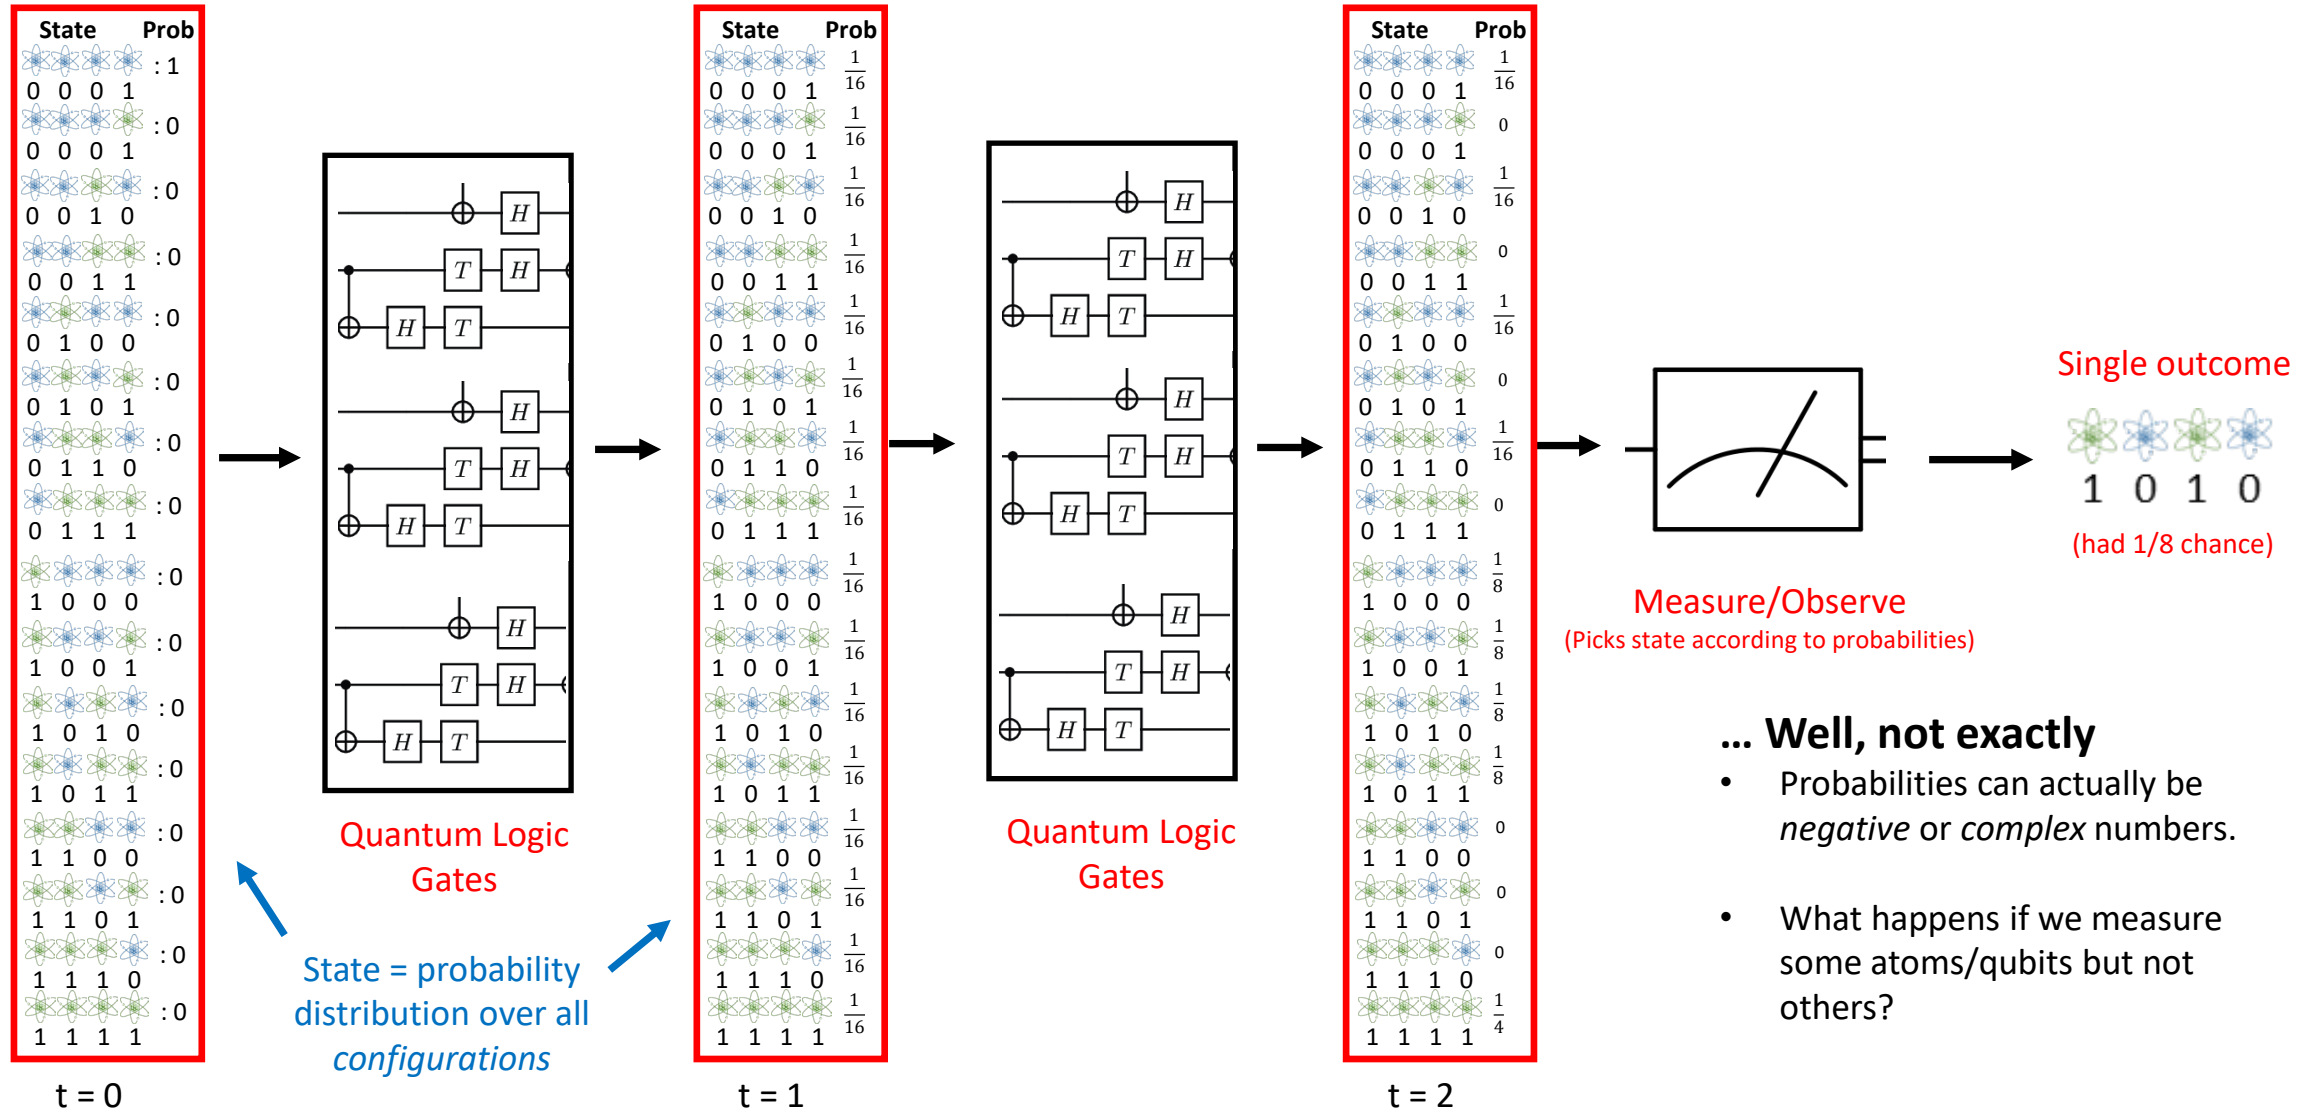 State Prob
: 1
0 0 0 1
: 0
0 0 0 1
: 0
0 0 1 0
: 0
0 0 1 1
: 0
0 1 0 0
: 0
0 1 0 1
: 0
0 1 1 0
: 0
0 1 1 1
: 0
1 0 0 0
: 0
1 0 0 1
: 0
1 0 1 0
: 0
1 0 1 1
: 0
1 1 0 0
: 0
1 1 0 1
: 0
1 1 1 0
: 0
1 1 1 1
t = 0
H
T H
H T
H
T H
H T
H
T H
H T
Quantum Logic
Gates
State = probability
distribution over all
configurations
State Prob
1/16
0 0 0 1
1/16
0 0 0 1
1/16
0 0 1 0
1/16
0 0 1 1
1/16
0 1 0 0
1/16
0 1 0 1
1/16
0 1 1 0
1/16
0 1 1 1
1/16
1 0 0 0
1/16
1 0 0 1
1/16
1 0 1 0
1/16
1 0 1 1
1/16
1 1 0 0
1/16
1 1 0 1
1/16
1 1 1 0
1/16
1 1 1 1
t = 1
H
T H
H T
H
T H
H T
H
T H
H T
Quantum Logic
Gates
State Prob
1/16
0 0 0 1
0
0 0 0 1
1/16
0 0 1 0
0
0 0 1 1
1/16
0 1 0 0
0
0 1 0 1
1/16
0 1 1 0
0
0 1 1 1
1/8
1 0 0 0
1/8
1 0 0 1
1/8
1 0 1 0
1/8
1 0 1 1
0
1 1 0 0
0
1 1 0 1
0
1 1 1 0
1/4
1 1 1 1
t = 2
Measure/Observe
(Picks state according to probabilities)
Single outcome
1 0 1 0
(had 1/8 chance)
... Well, not exactly
• Probabilities can actually be
negative or complex numbers.
• What happens if we measure
some atoms/qubits but not
others?